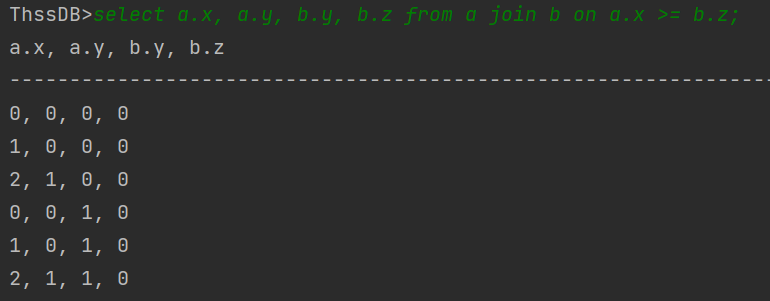 ThssDB>select a.x, a.y, b.y, b.z from a join b on a.x >= b.z;
a.x, a.y, b.y, b.z
----------------------------------------------------------------
0, 0, 0, 0
1, 0, 0, 0
2, 1, 0, 0
0, 0, 1, 0
1, 0, 1, 0
2, 1, 1, 0